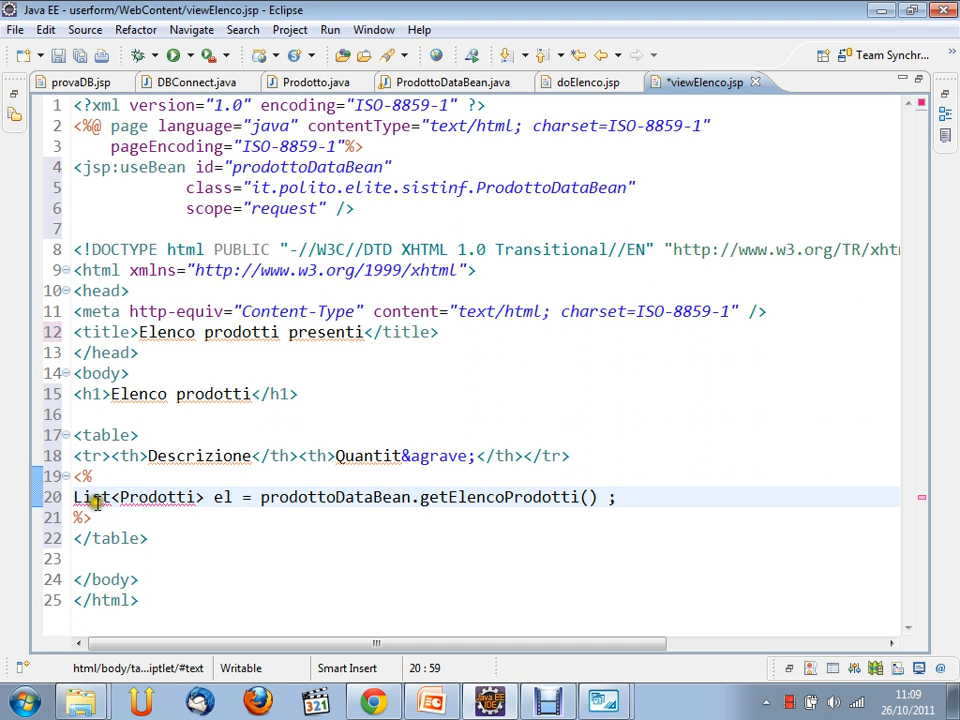 Java EE - userform/WebContent/viewElenco.jsp - Eclipse
File Edit Source Refactor Navigate Search Project Run Window Help
Team Synchr...
provaDB.jsp DBConnect.java Prodotto.java ProdottoDataBean.java doElenco.jsp *viewElenco.jsp
1 <?xml version="1.0" encoding="ISO-8859-1" ?>
2 <%@ page language="java" contentType="text/html; charset=ISO-8859-1"
3 pageEncoding="ISO-8859-1"%>
4 <jsp:useBean id="prodottoDataBean"
5 class="it.polito.elite.sistinf.ProdottoDataBean"
6 scope="request" />
7
8 <!DOCTYPE html PUBLIC "-//W3C//DTD XHTML 1.0 Transitional//EN" "http://www.w3.org/TR/xht
9 <html xmlns="http://www.w3.org/1999/xhtml">
10 <head>
11 <meta http-equiv="Content-Type" content="text/html; charset=ISO-8859-1" />
12 <title>Elenco prodotti presenti</title>
13 </head>
14 <body>
15 <h1>Elenco prodotti</h1>
16
17 <table>
18 <tr><th>Descrizione</th><th>Quantit&agrave;</th></tr>
19 <%
20 List<Prodotti> el = prodottoDataBean.getElencoProdotti() ;
21 %>
22 </table>
23
24 </body>
25 </html>
html/body/ta...iptlet/#text Writable Smart Insert 20 : 59
321
Java EE IDE
11:09
26/10/2011